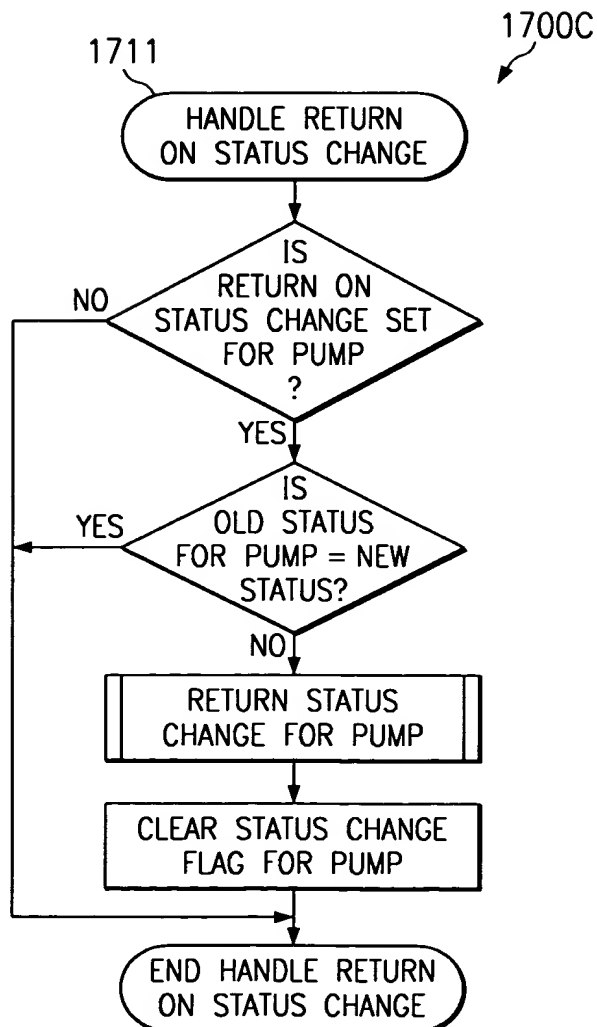 1700C
1711
HANDLE RETURN
ON STATUS CHANGE
IS
RETURN ON
STATUS CHANGE SET
FOR PUMP
?
NO
YES
IS
OLD STATUS
FOR PUMP = NEW
STATUS?
YES
NO
RETURN STATUS
CHANGE FOR PUMP
CLEAR STATUS CHANGE
FLAG FOR PUMP
END HANDLE RETURN
ON STATUS CHANGE